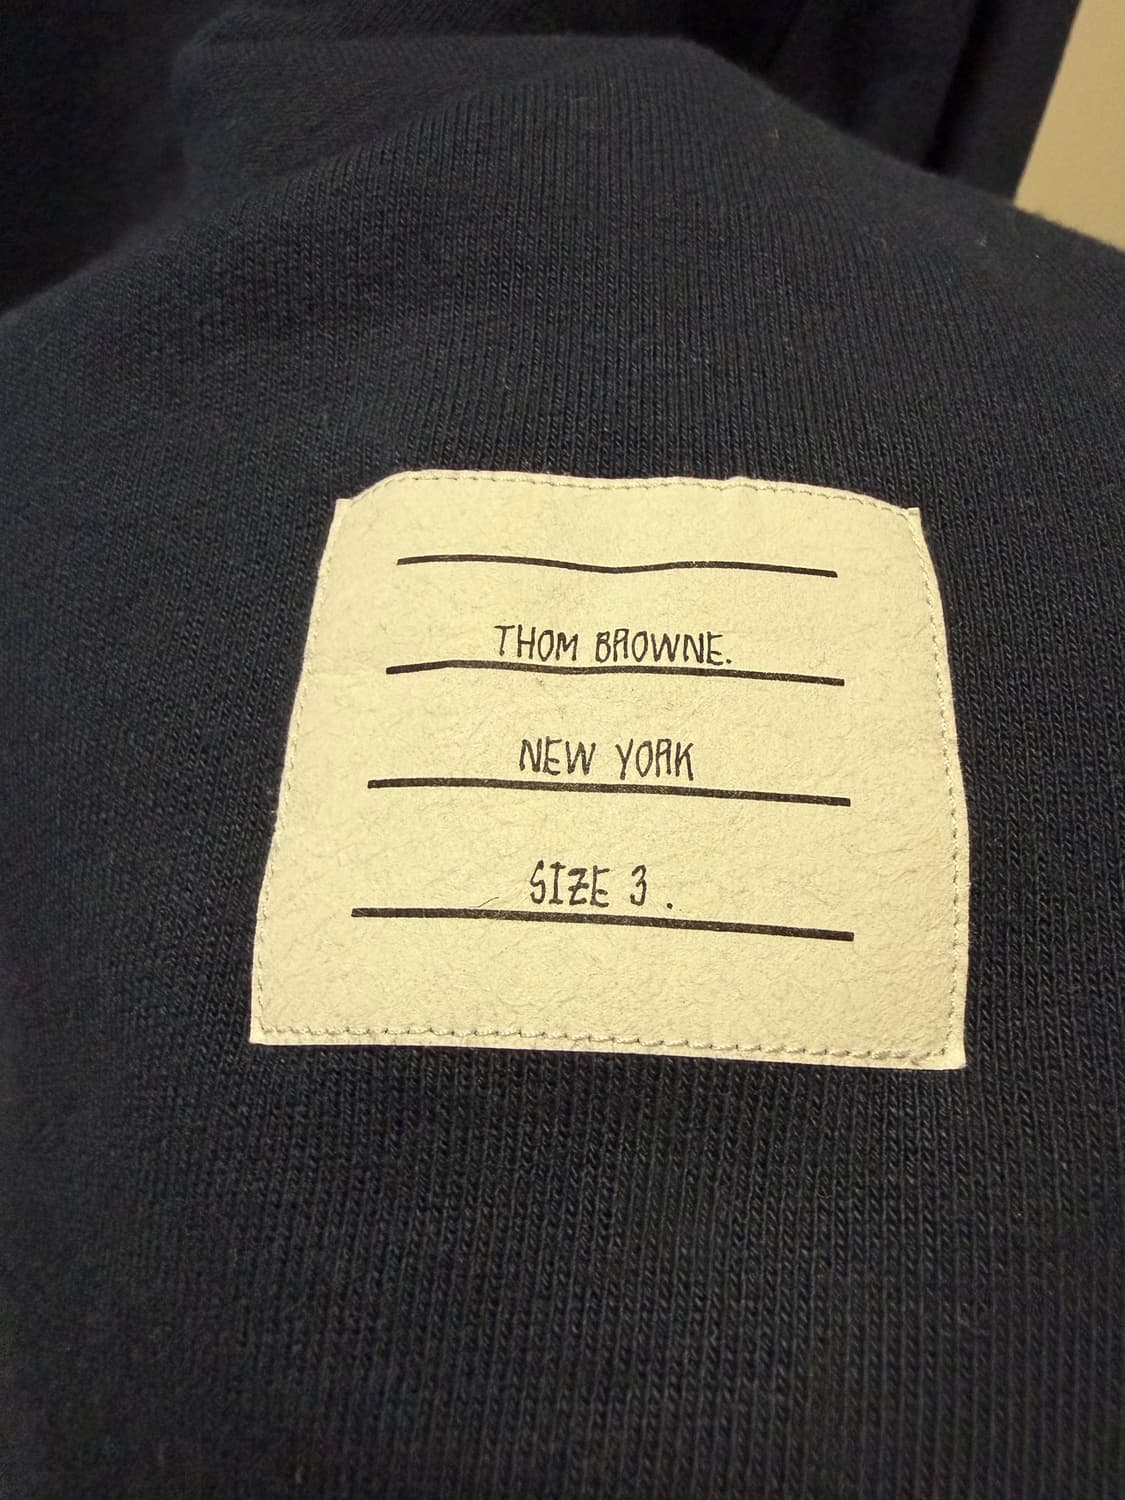 THOM BROWNE.
NEW YORK
SIZE 3 .